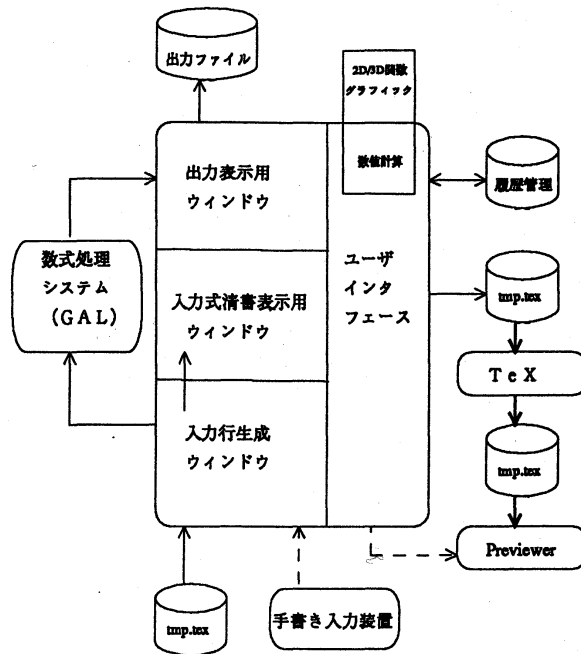 出力ファイル
2D/3D関数
グラフィック
数値計算
出力表示用
ウィンドウ
履歴管理
数式処理
システム
(GAL)
入力式清書表示用
ウィンドウ
ユーザ
インタ
フェース
tmp.tex
TeX
入力行生成
ウィンドウ
tmp.tex
Previewer
tmp.tex
手書き入力装置